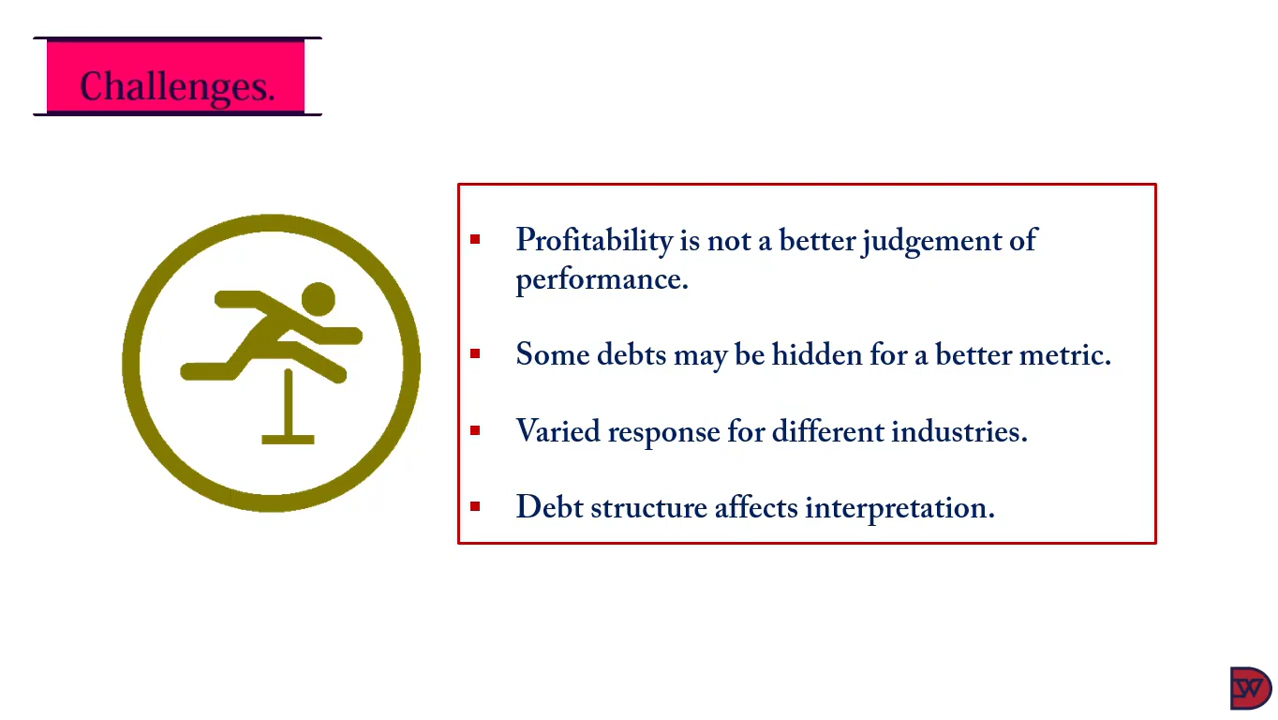 Challenges.
Profitability is not a better judgement of
performance.
Some debts may be hidden for a better metric.
Varied response for different industries.
Debt structure affects interpretation.
DW